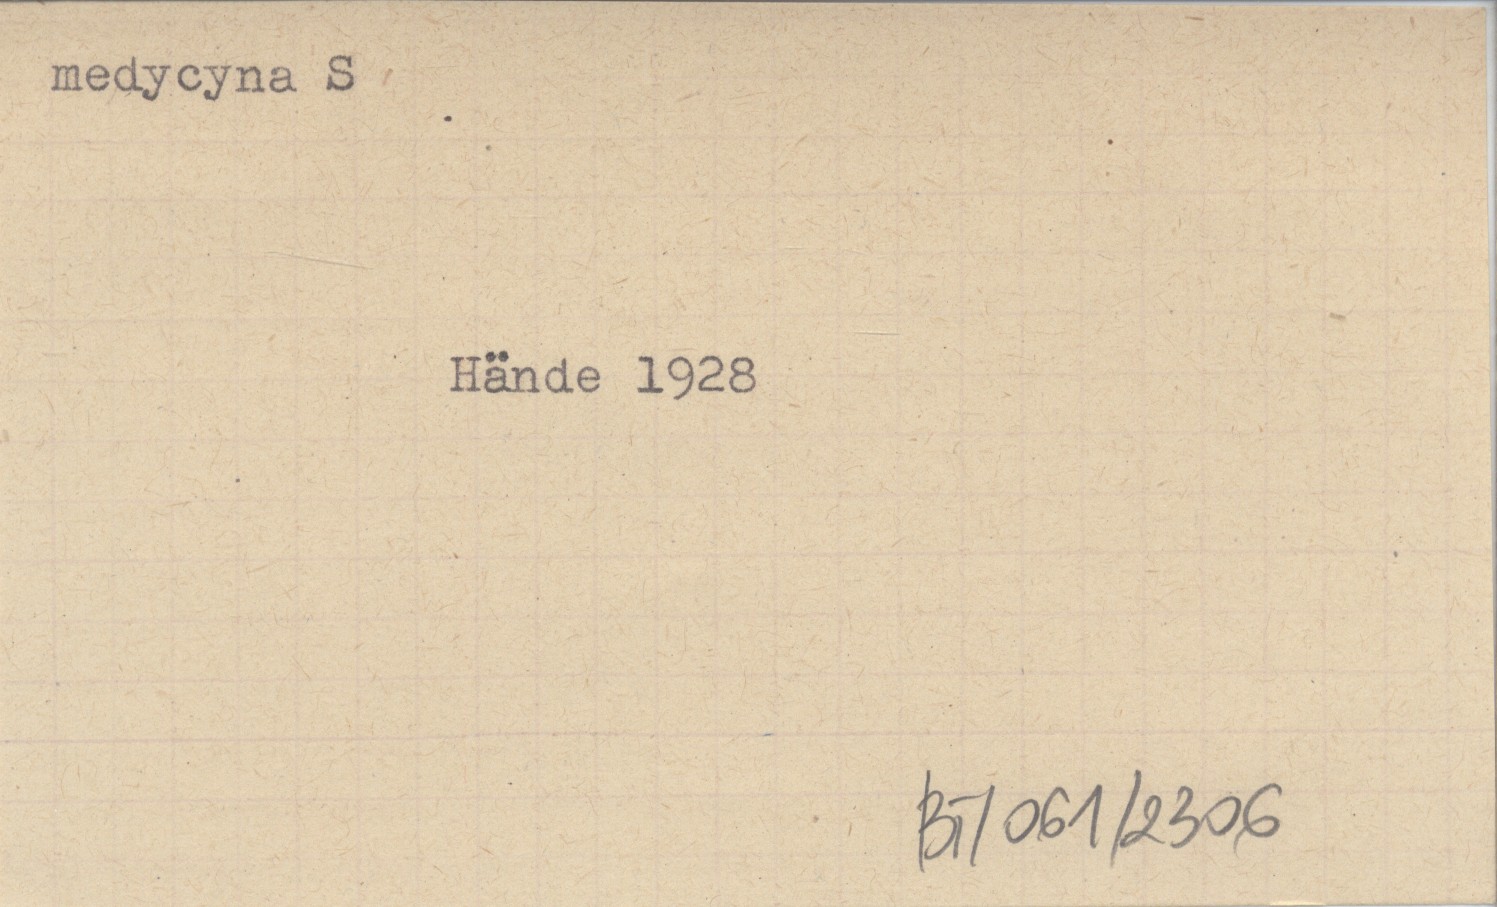 medycyna S
Hände 1928
BT/061/2306